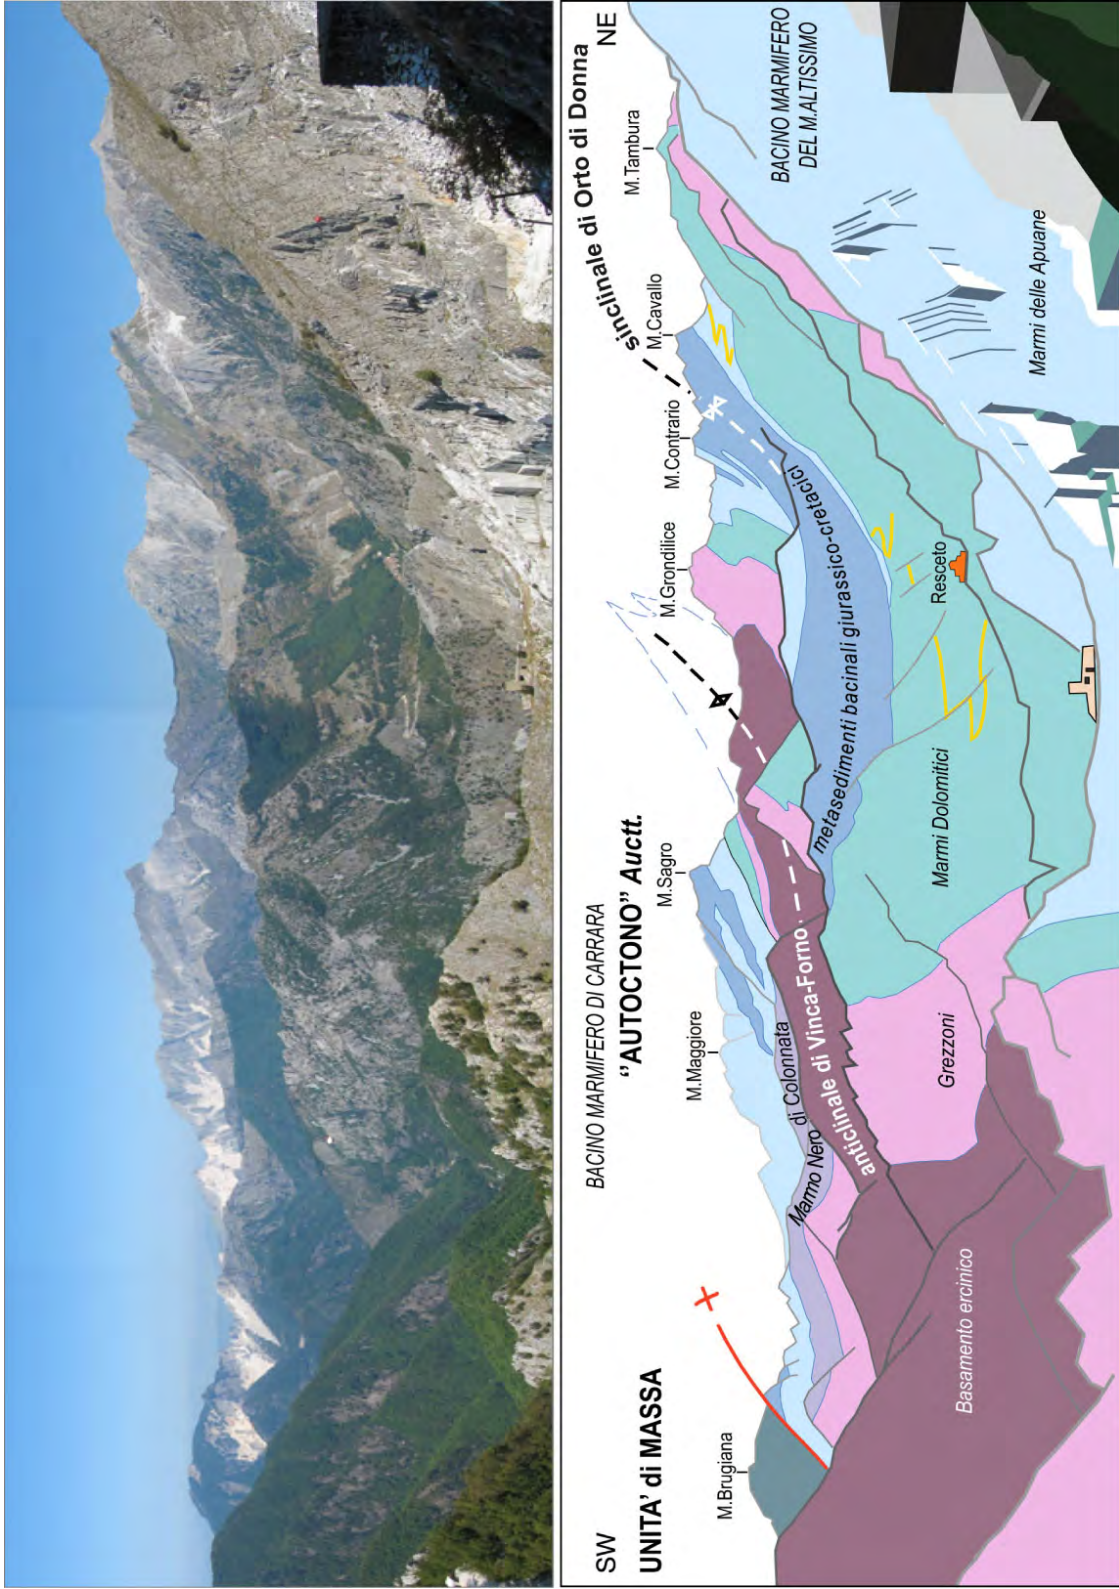 SW
NE
UNITA' di MASSA
BACINO MARMIFERO DI CARRARA
"AUTOCTONO" Auctt.
sinclinale di Orto di Donna
M.Brugiana
M.Maggiore
M.Sagro
M.Grondilice
M.Contrario
M.Cavallo
M.Tambura
BACINO MARMIFERO
DEL M.ALTISSIMO
Marmo Nero di Colonnata
anticlinale di Vinca-Forno
metasedimenti bacinali giurassico-cretacici
Basamento ercinico
Grezzoni
Marmi Dolomitici
Resceto
Marmi delle Apuane